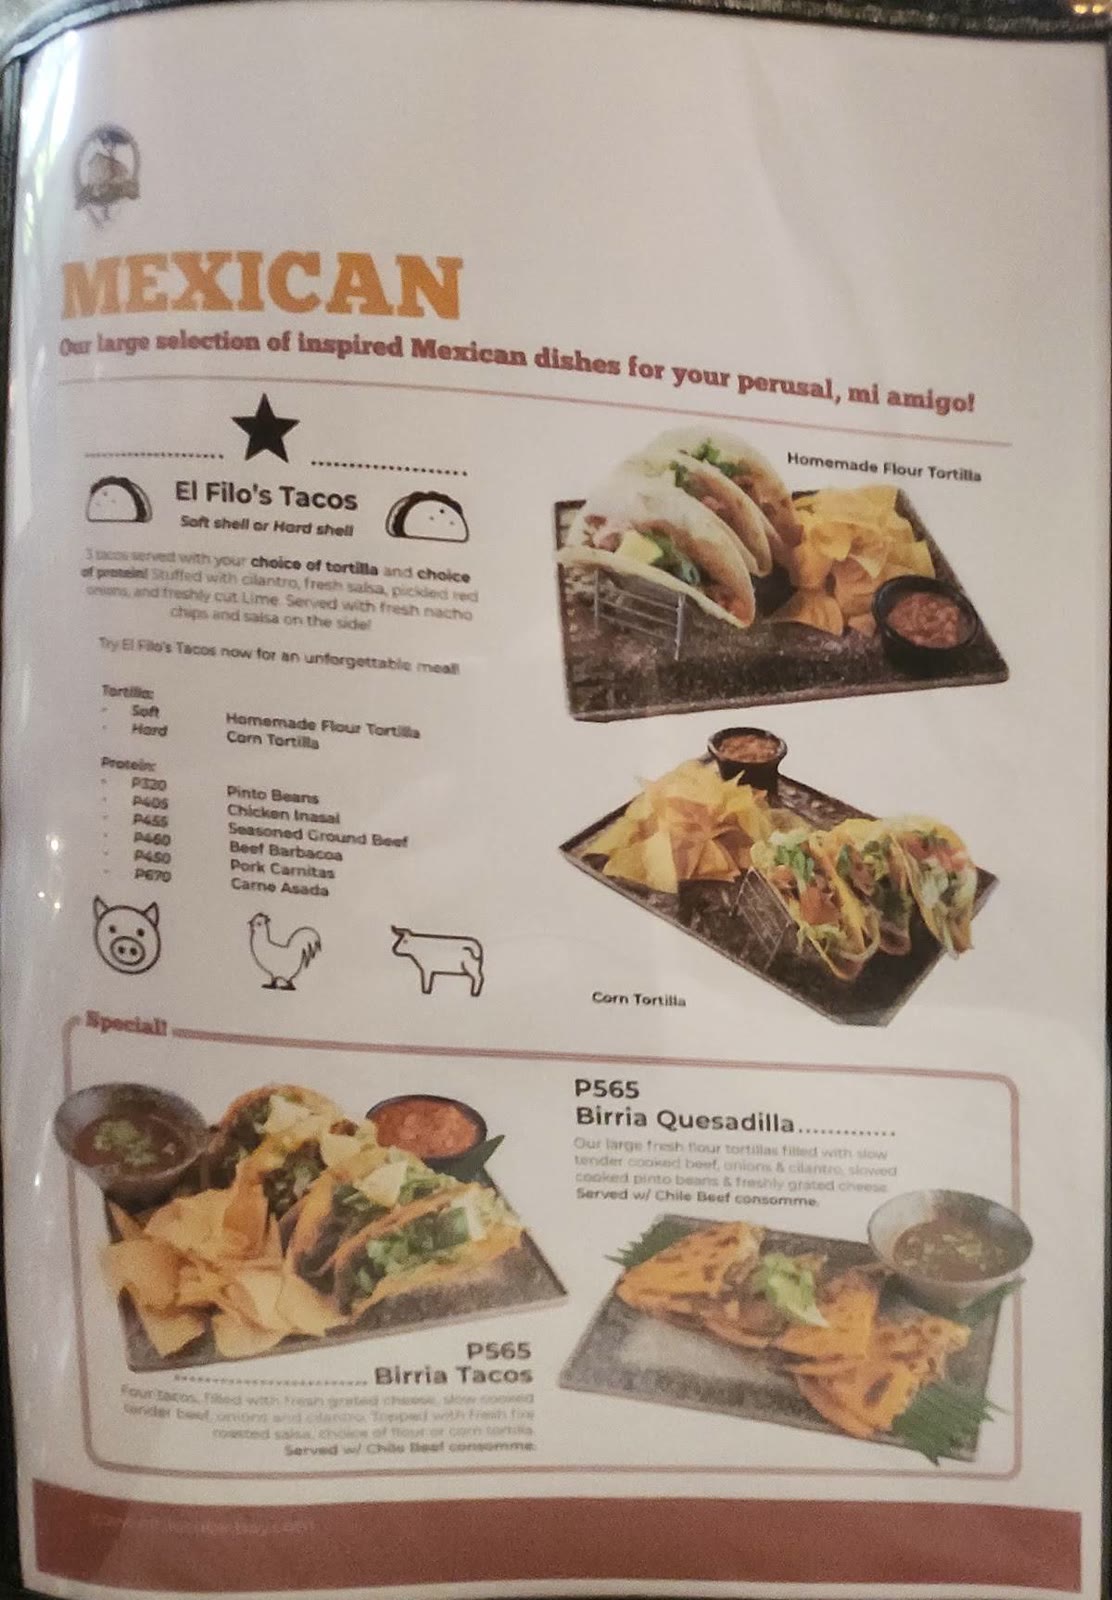 MEXICAN
Our large selection of inspired Mexican dishes for your perusal, mi amigo!
El Filo's Tacos
Soft shell or Hard shell
3 tacos served with your choice of tortilla and choice
of protein! Stuffed with cilantro, fresh salsa, pickled red
onions, and freshly cut Lime. Served with fresh nacho
chips and salsa on the side!
Try El Filo's Tacos now for an unforgettable meal!
Tortilla:
- Soft Homemade Flour Tortilla
- Hard Corn Tortilla
Protein:
- P320 Pinto Beans
- P405 Chicken Inasal
- P455 Seasoned Ground Beef
- P460 Beef Barbacoa
- P450 Pork Carnitas
- P670 Carne Asada
Homemade Flour Tortilla
Corn Tortilla
Special!
P565
Birria Quesadilla.............
Our large fresh flour tortillas filled with slow
tender cooked beef, onions & cilantro, slowed
cooked pinto beans & freshly grated cheese
Served w/ Chile Beef consomme.
P565
Birria Tacos
Four tacos, filled with fresh grated cheese, slow cooked
tender beef, onions and cilantro. Topped with fresh fire
roasted salsa, choice of flour or corn tortilla
Served w/ Chile Beef consomme.